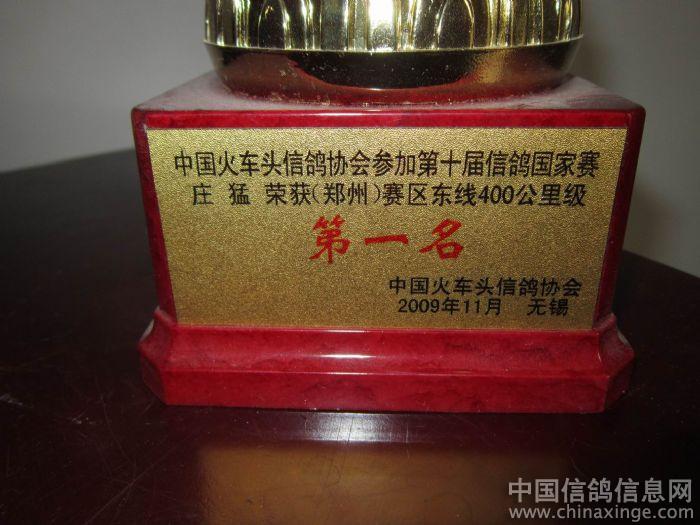 中国火车头信鸽协会参加第十届信鸽国家赛
庄 猛 荣获(郑州)赛区东线400公里级
第一名
中国火车头信鸽协会
2009年11月 无锡
中国信鸽信息网
www.chinaxinge.com